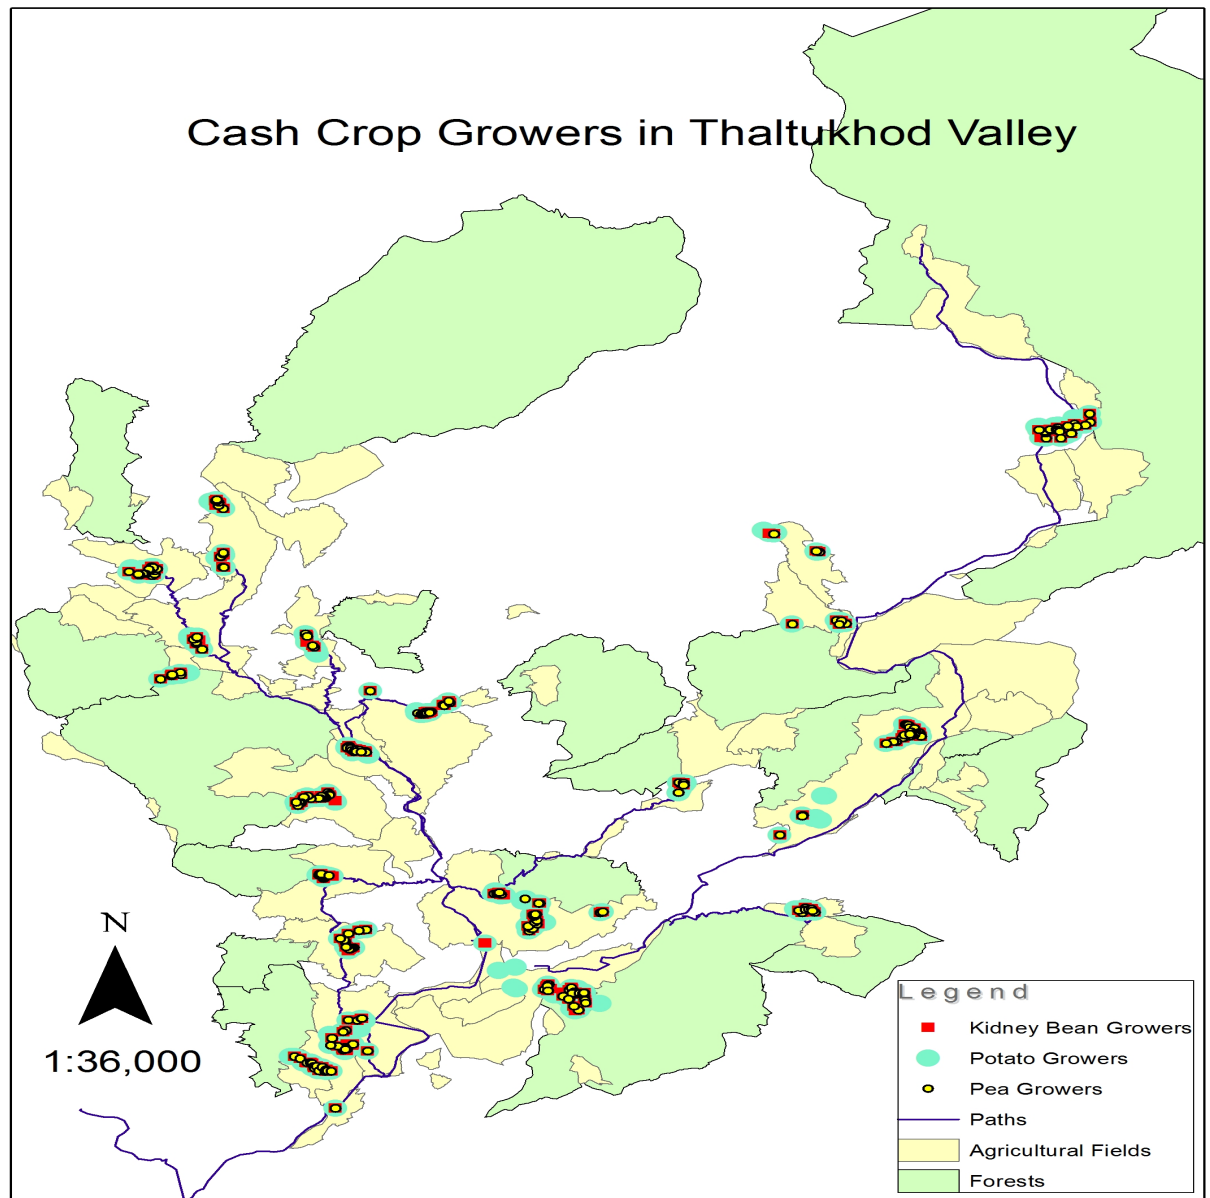 Cash Crop Growers in Thaltukhod Valley
N
1:36,000
Legend
Kidney Bean Growers
Potato Growers
Pea Growers
Paths
Agricultural Fields
Forests